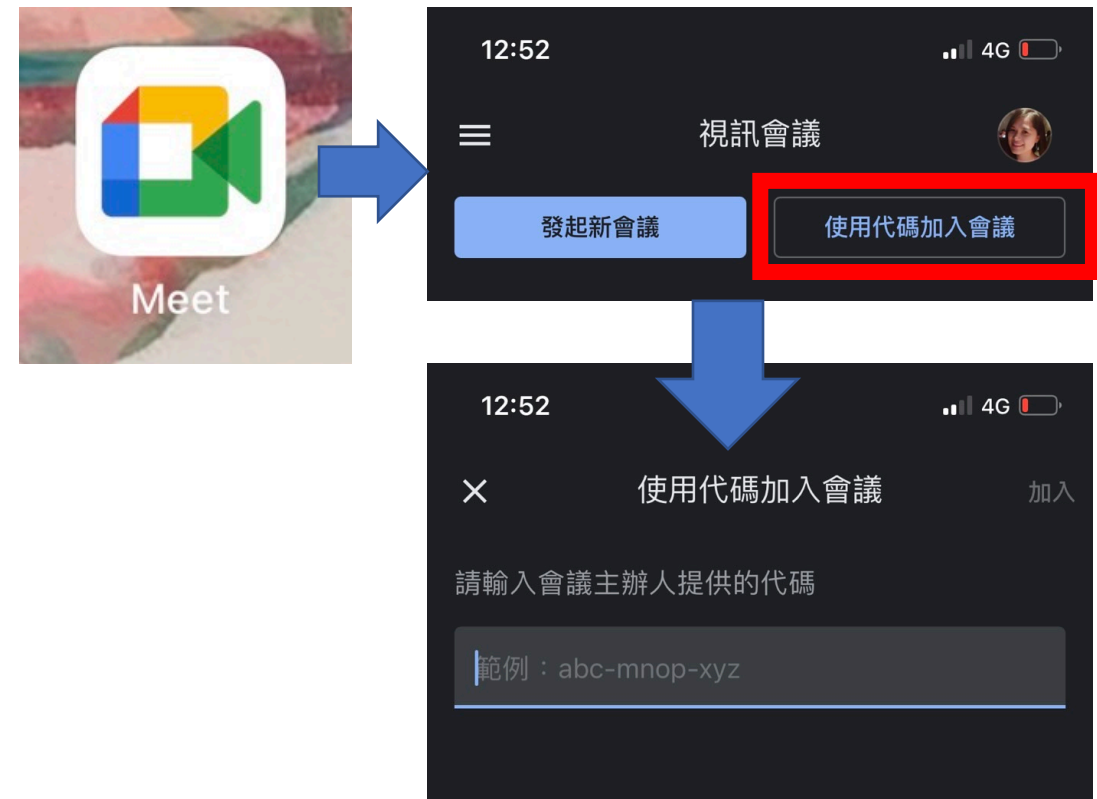 Meet
12:52
4G
視訊會議
發起新會議
使用代碼加入會議
12:52
4G
使用代碼加入會議
加入
請輸入會議主辦人提供的代碼
範例：abc-mnop-xyz